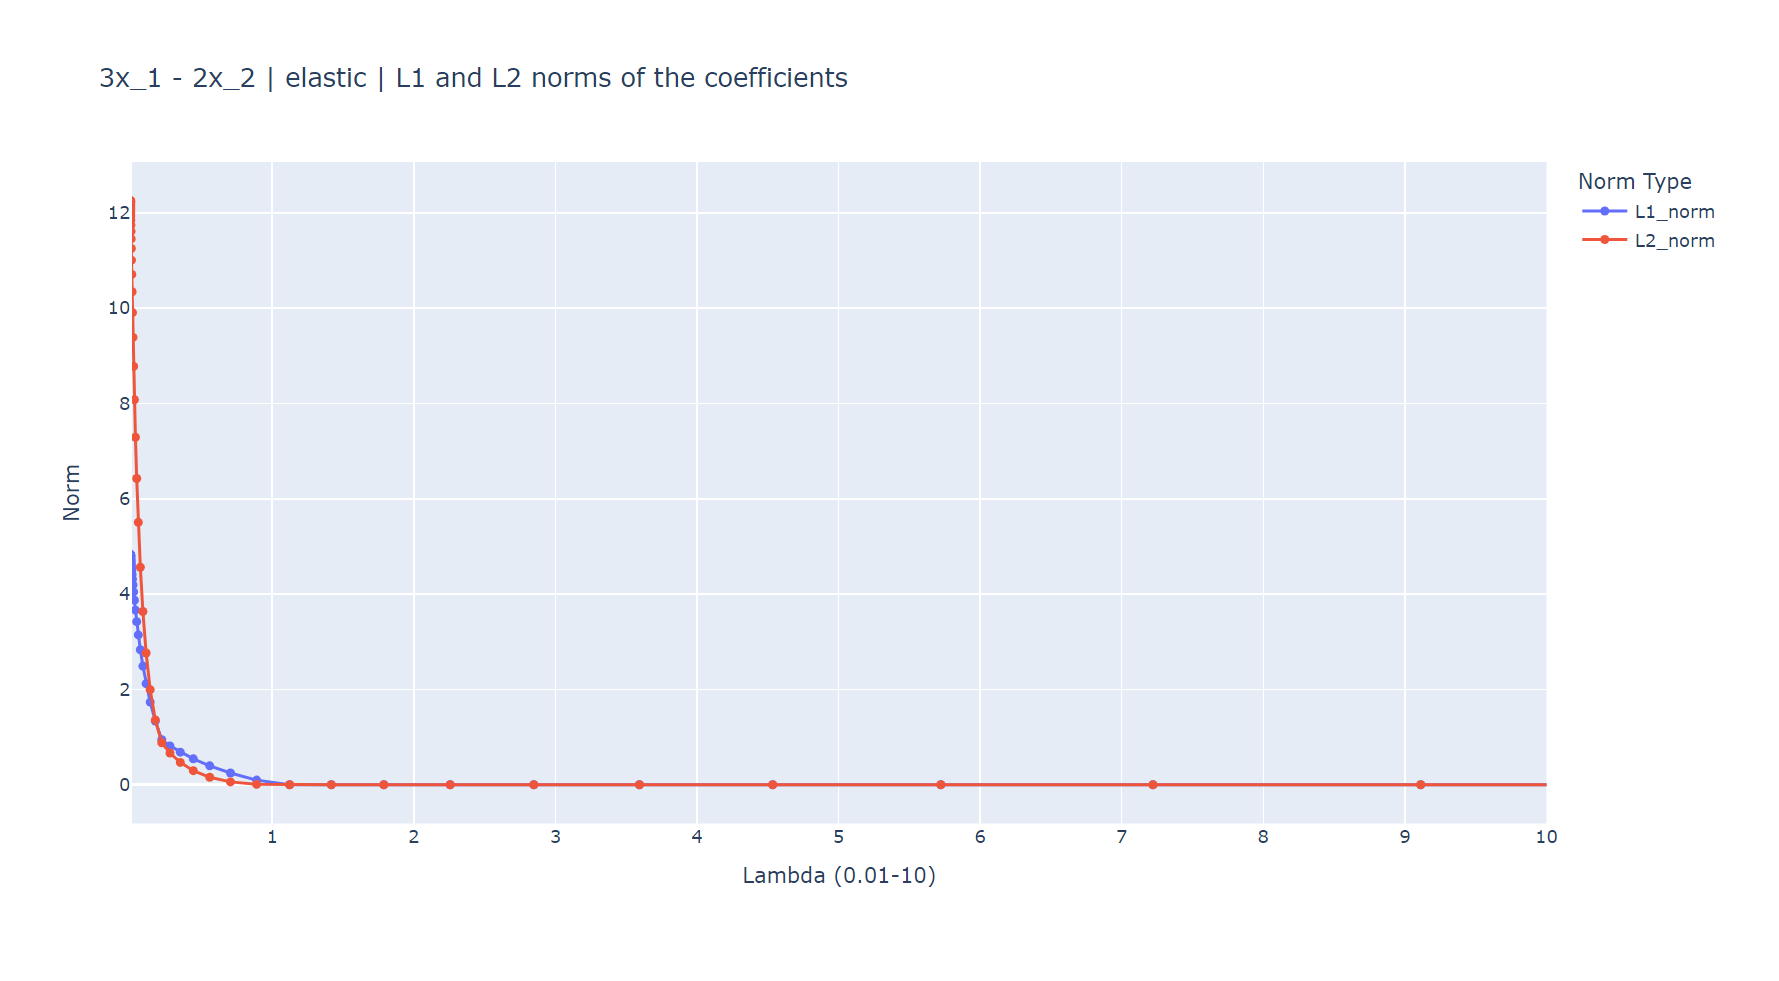 3x_1 - 2x_2 | elastic | L1 and L2 norms of the coefficients
Norm Type
L1_norm
L2_norm
12
10
8
6
4
2
0
Norm
1 2 3 4 5 6 7 8 9 10
Lambda (0.01-10)